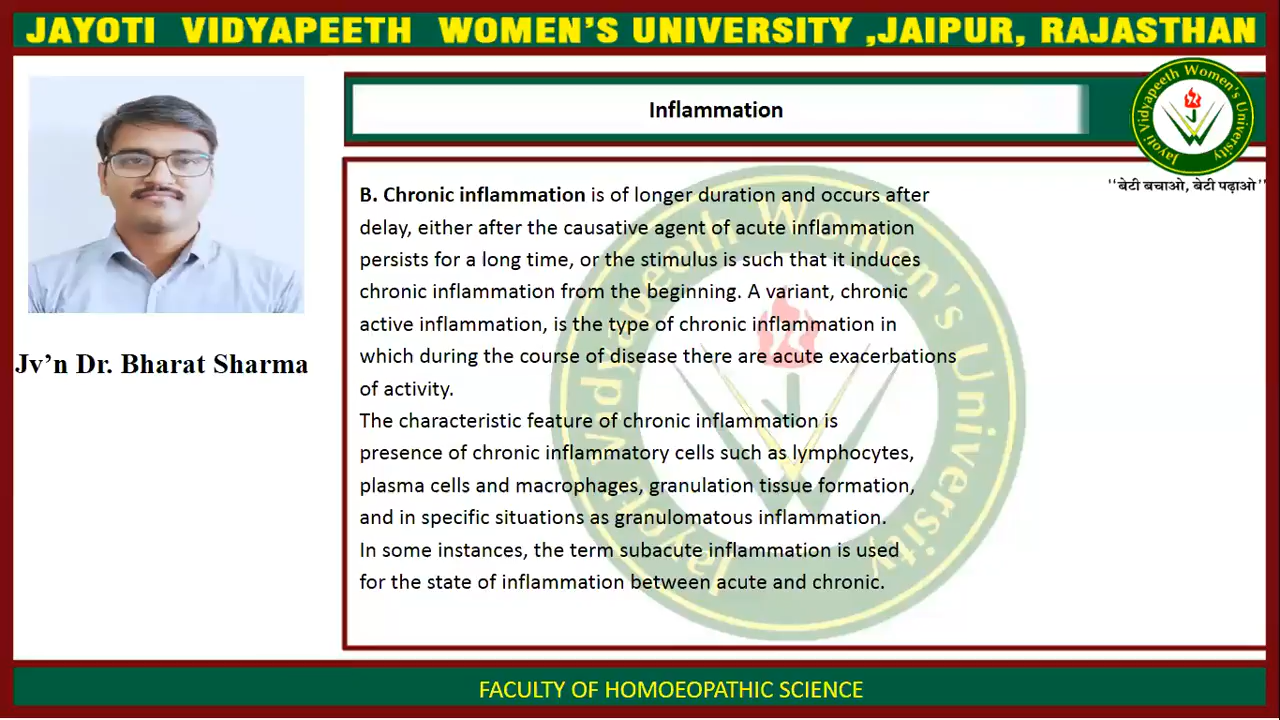 JAYOTI VIDYAPEETH WOMEN'S UNIVERSITY ,JAIPUR, RAJASTHAN
Inflammation
Jayoti Vidyapeeth Women's University
"बेटी बचाओ, बेटी पढ़ाओ"
Jv'n Dr. Bharat Sharma
B. Chronic inflammation is of longer duration and occurs after
delay, either after the causative agent of acute inflammation
persists for a long time, or the stimulus is such that it induces
chronic inflammation from the beginning. A variant, chronic
active inflammation, is the type of chronic inflammation in
which during the course of disease there are acute exacerbations
of activity.
The characteristic feature of chronic inflammation is
presence of chronic inflammatory cells such as lymphocytes,
plasma cells and macrophages, granulation tissue formation,
and in specific situations as granulomatous inflammation.
In some instances, the term subacute inflammation is used
for the state of inflammation between acute and chronic.
Jayoti Vidyapeeth Women's University
FACULTY OF HOMOEOPATHIC SCIENCE